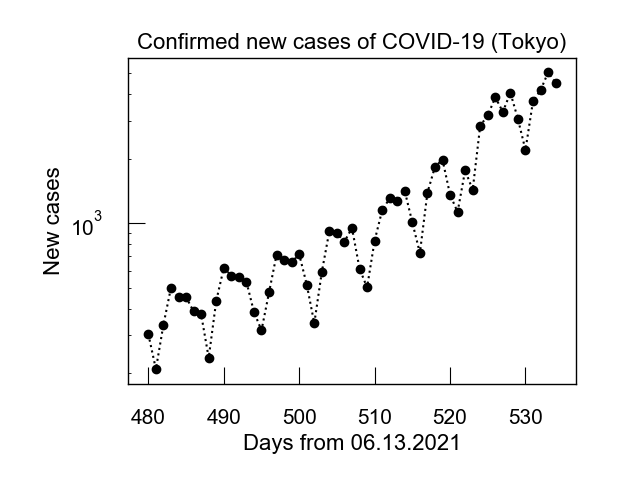 Confirmed new cases of COVID-19 (Tokyo)
New cases
10³
480 490 500 510 520 530
Days from 06.13.2021